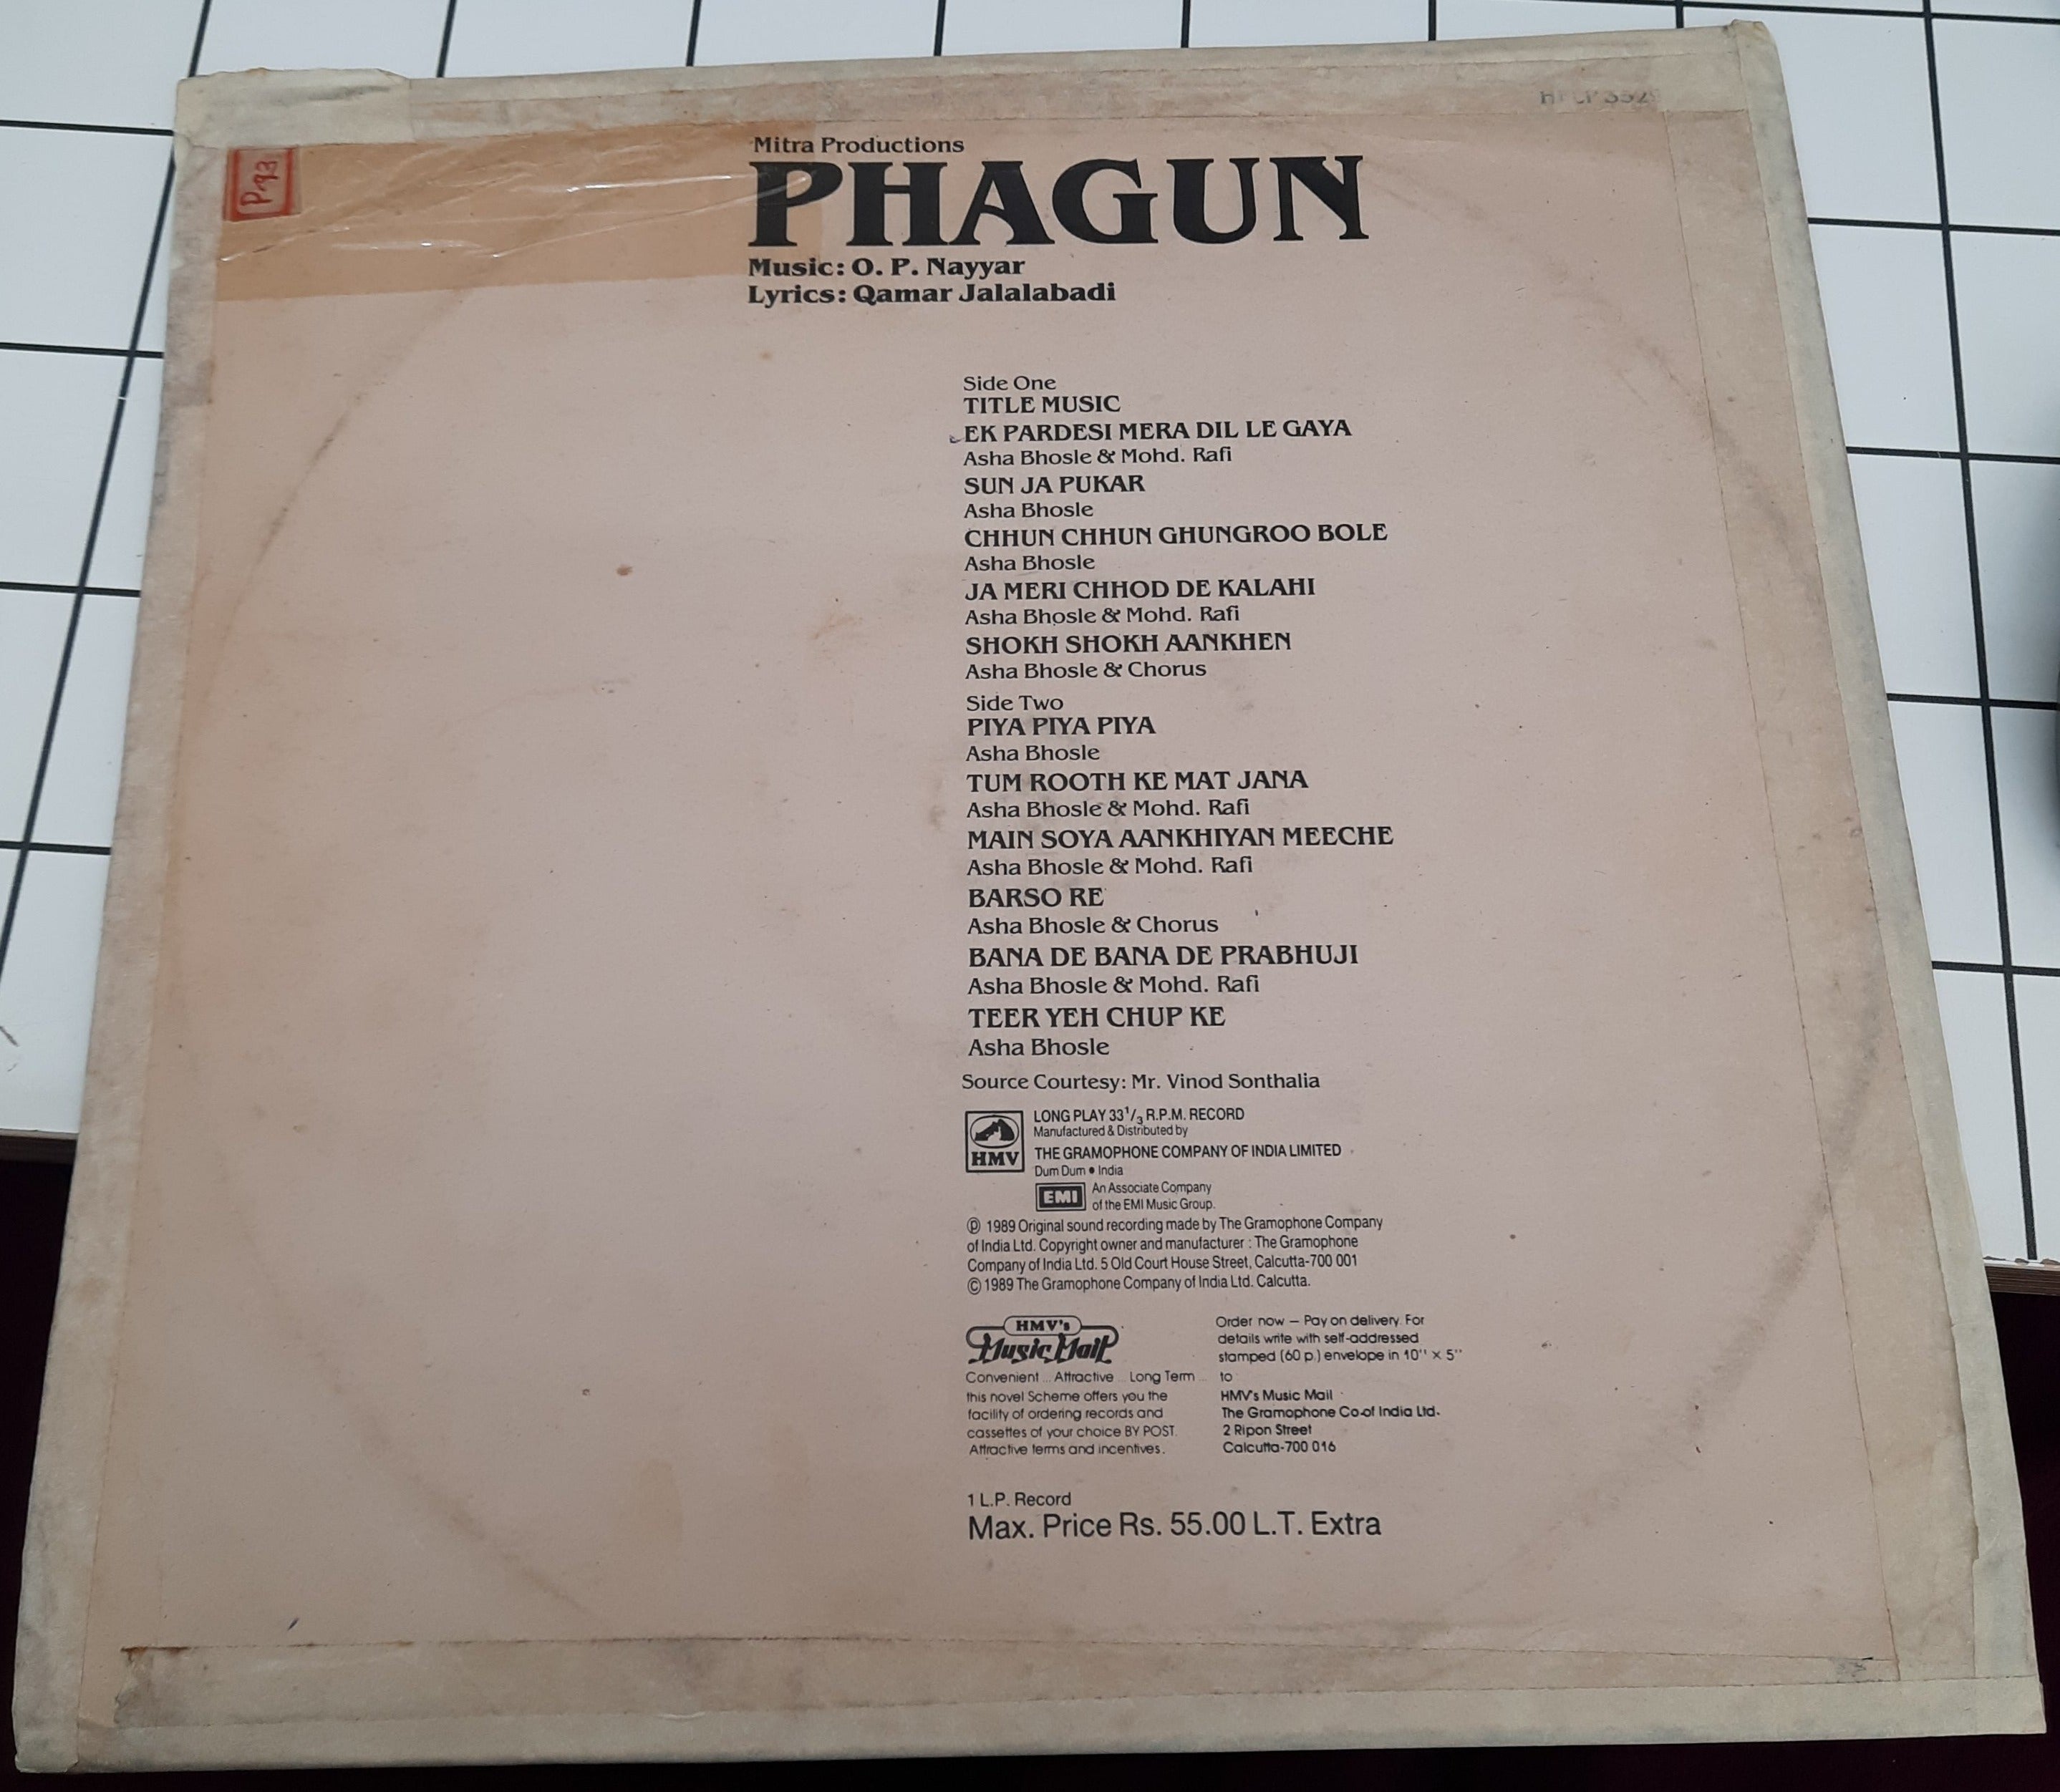 P.93
Mitra Productions
PHAGUN
Music: O. P. Nayyar
Lyrics: Qamar Jalalabadi
Side One
TITLE MUSIC
EK PARDESI MERA DIL LE GAYA
Asha Bhosle & Mohd. Rafi
SUN JA PUKAR
Asha Bhosle
CHHUN CHHUN GHUNGROO BOLE
Asha Bhosle
JA MERI CHHOD DE KALAHI
Asha Bhosle & Mohd. Rafi
SHOKH SHOKH AANKHEN
Asha Bhosle & Chorus
Side Two
PIYA PIYA PIYA
Asha Bhosle
TUM ROOTH KE MAT JANA
Asha Bhosle & Mohd. Rafi
MAIN SOYA AANKHIYAN MEECHE
Asha Bhosle & Mohd. Rafi
BARSO RE
Asha Bhosle & Chorus
BANA DE BANA DE PRABHUJI
Asha Bhosle & Mohd. Rafi
TEER YEH CHUP KE
Asha Bhosle
Source Courtesy: Mr. Vinod Sonthalia
HMV
LONG PLAY 33 1/3 R.P.M. RECORD
Manufactured & Distributed by
THE GRAMOPHONE COMPANY OF INDIA LIMITED
Dum Dum • India
EMI
An Associate Company
of the EMI Music Group.
℗ 1989 Original sound recording made by The Gramophone Company
of India Ltd. Copyright owner and manufacturer : The Gramophone
Company of India Ltd. 5 Old Court House Street, Calcutta-700 001
© 1989 The Gramophone Company of India Ltd. Calcutta.
HMV's
Music Mail
Convenient ... Attractive ... Long Term ...
this novel Scheme offers you the
facility of ordering records and
cassettes of your choice BY POST.
Attractive terms and incentives.
Order now – Pay on delivery. For
details write with self-addressed
stamped (60 p.) envelope in 10" × 5"
to
HMV's Music Mail
The Gramophone Co.of India Ltd.
2 Ripon Street
Calcutta-700 016
1 L.P. Record
Max. Price Rs. 55.00 L.T. Extra